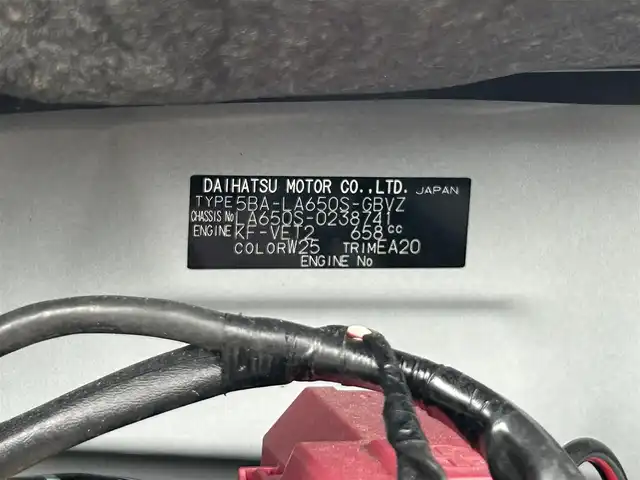 DAIHATSU MOTOR CO.,LTD. JAPAN
TYPE 5BA-LA650S-GBVZ
CHASSIS No LA650S-0238741
ENGINE KF-VET2 658cc
COLOR W25 TRIM EA20
ENGINE No